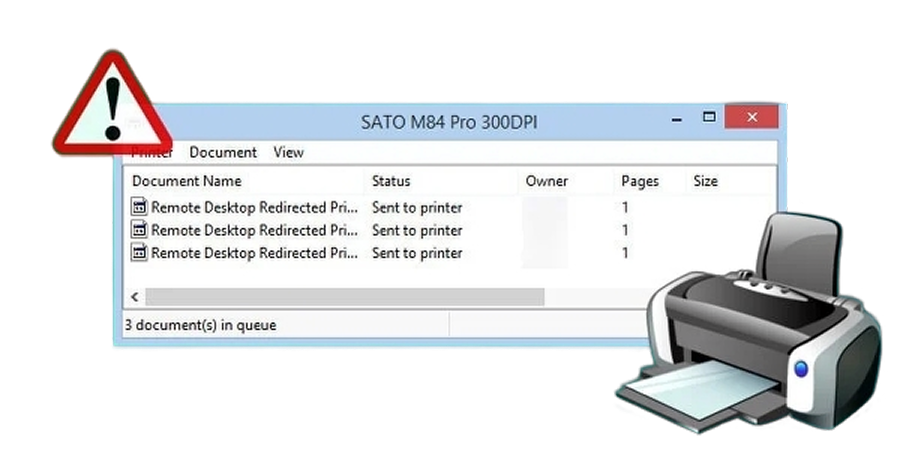 SATO M84 Pro 300DPI
Printer Document View
Document Name Status Owner Pages Size
Remote Desktop Redirected Pri... Sent to printer 1
Remote Desktop Redirected Pri... Sent to printer 1
Remote Desktop Redirected Pri... Sent to printer 1
3 document(s) in queue